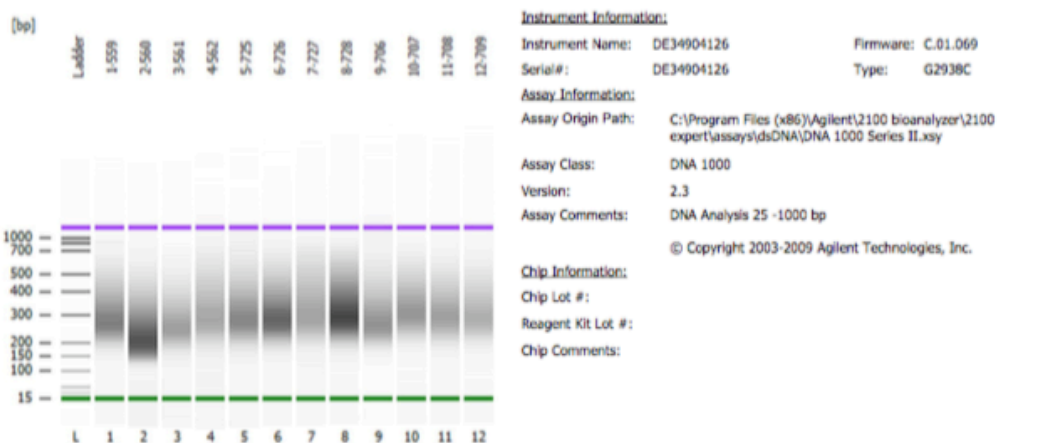 [bp]
Ladder
1-559
2-560
3-561
4-562
5-725
6-726
7-727
8-728
9-706
10-707
11-708
12-709
1000
700
500
400
300
200
150
100
15
L 1 2 3 4 5 6 7 8 9 10 11 12
Instrument Information:
Instrument Name: DE34904126 Firmware: C.01.069
Serial#: DE34904126 Type: G2938C
Assay Information:
Assay Origin Path: C:\Program Files (x86)\Agilent\2100 bioanalyzer\2100
expert\assays\dsDNA\DNA 1000 Series II.xsy
Assay Class: DNA 1000
Version: 2.3
Assay Comments: DNA Analysis 25 -1000 bp
© Copyright 2003-2009 Agilent Technologies, Inc.
Chip Information:
Chip Lot #:
Reagent Kit Lot #:
Chip Comments: